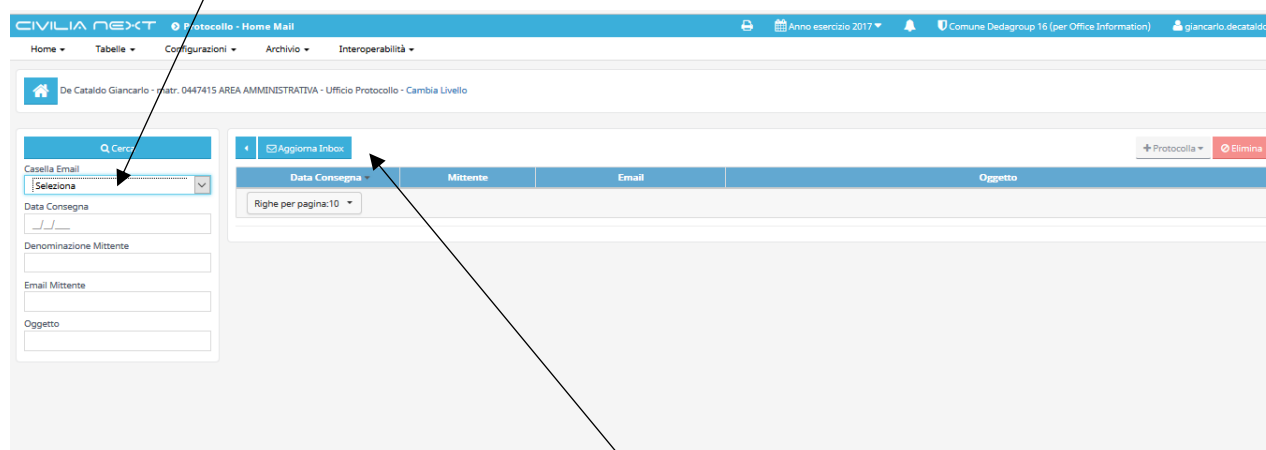 CIVILIA NEXT Protocollo - Home Mail Anno esercizio 2017 Comune Dedagroup 16 (per Office Information) giancarlo.decataldo
Home Tabelle Configurazioni Archivio Interoperabilità
De Cataldo Giancarlo - matr. 0447415 AREA AMMINISTRATIVA - Ufficio Protocollo - Cambia Livello
Cerca Aggiorna Inbox + Protocolla Elimina
Casella Email
Seleziona
Data Consegna Mittente Email Oggetto
Righe per pagina:10
Data Consegna
__/__/____
Denominazione Mittente
Email Mittente
Oggetto